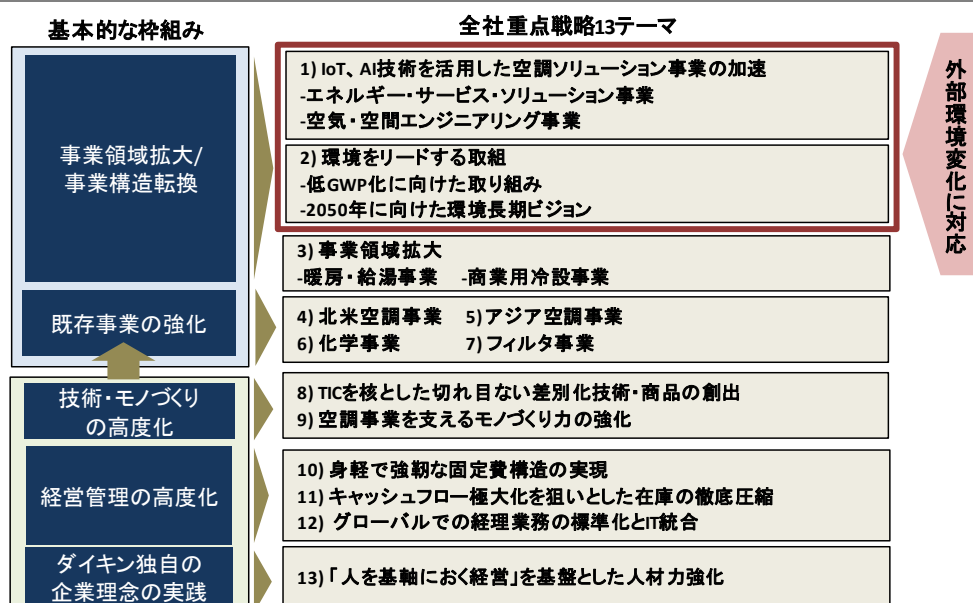 基本的な枠組み
全社重点戦略13テーマ
事業領域拡大/
事業構造転換
1) IoT、AI技術を活用した空調ソリューション事業の加速
-エネルギー・サービス・ソリューション事業
-空気・空間エンジニアリング事業
2) 環境をリードする取組
-低GWP化に向けた取り組み
-2050年に向けた環境長期ビジョン
3) 事業領域拡大
-暖房・給湯事業 -商業用冷設事業
外部環境変化に対応
既存事業の強化
4) 北米空調事業 5)アジア空調事業
6) 化学事業 7)フィルタ事業
技術・モノづくり
の高度化
8) TICを核とした切れ目ない差別化技術・商品の創出
9) 空調事業を支えるモノづくり力の強化
経営管理の高度化
10) 身軽で強靭な固定費構造の実現
11) キャッシュフロー極大化を狙いとした在庫の徹底圧縮
12) グローバルでの経理業務の標準化とIT統合
ダイキン独自の
企業理念の実践
13) 「人を基軸におく経営」を基盤とした人材力強化